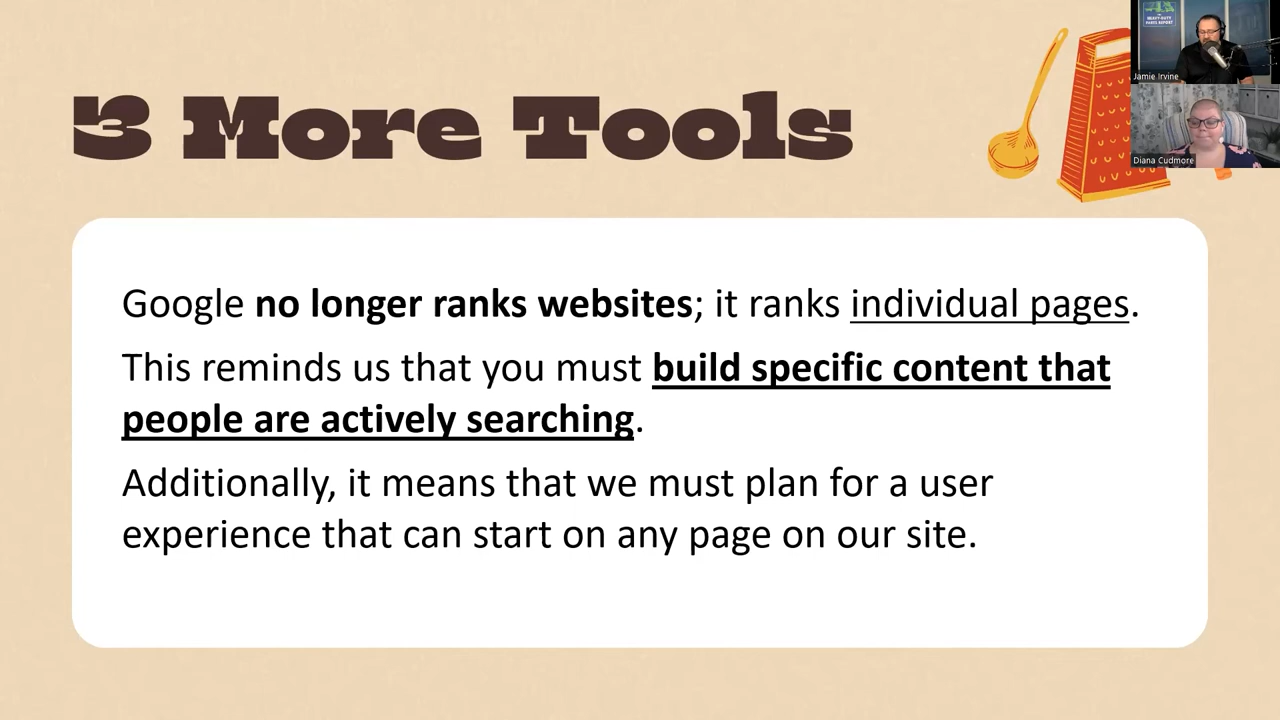 3 More Tools
Jamie Irvine
Diana Cudmore
Google no longer ranks websites; it ranks individual pages.
This reminds us that you must build specific content that
people are actively searching.
Additionally, it means that we must plan for a user
experience that can start on any page on our site.